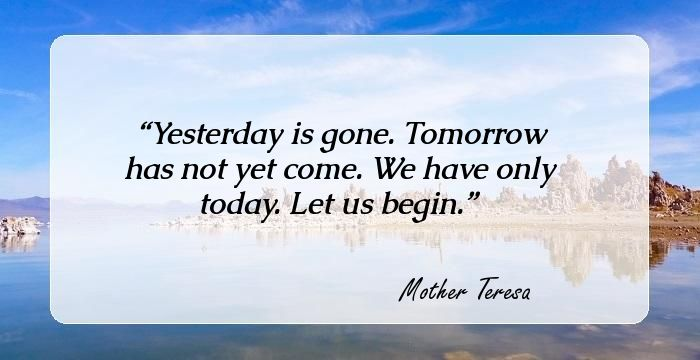 “Yesterday is gone. Tomorrow
has not yet come. We have only
today. Let us begin.”
Mother Teresa